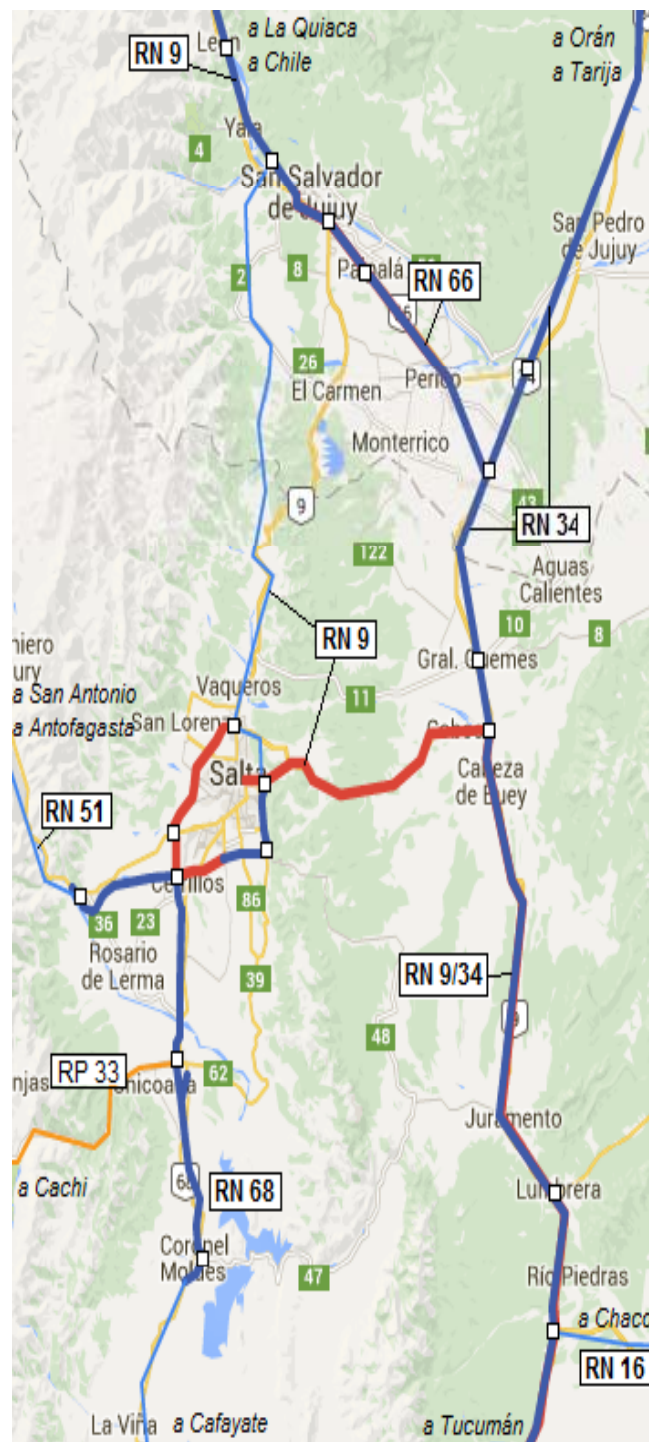 a La Quiaca
a Chile
a Orán
a Tarija
RN 9
León
Yala
4
San Salvador
de Jujuy
San Pedro
de Jujuy
2
8
Palpalá
RN 66
26
Perico
El Carmen
Monterrico
9
43
RN 34
122
Aguas
Calientes
10
8
RN 9
Gral. Guemes
11
Vaqueros
a San Antonio
a Antofagasta
San Lorenzo
Salta
Cabeza
de Buey
RN 51
Cerrillos
86
36
23
Rosario
de Lerma
39
RN 9/34
9
48
RP 33
62
Chicoana
Juramento
a Cachi
RN 68
68
Lumbrera
Coronel
Moldes
47
Río Piedras
a Chaco
RN 16
La Viña
a Cafayate
a Tucumán